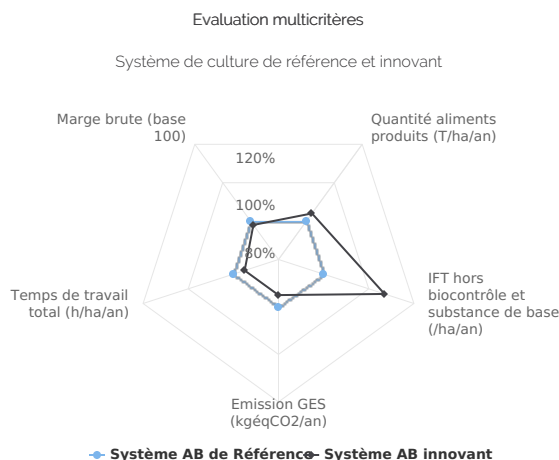 Evaluation multicritères
Système de culture de référence et innovant
Marge brute (base
100)
Quantité aliments
produits (T/ha/an)
120%
100%
80%
IFT hors
biocontrôle et
substance de base
(/ha/an)
Temps de travail
total (h/ha/an)
Emission GES
(kgéqCO2/an)
Système AB de Référence
Système AB innovant